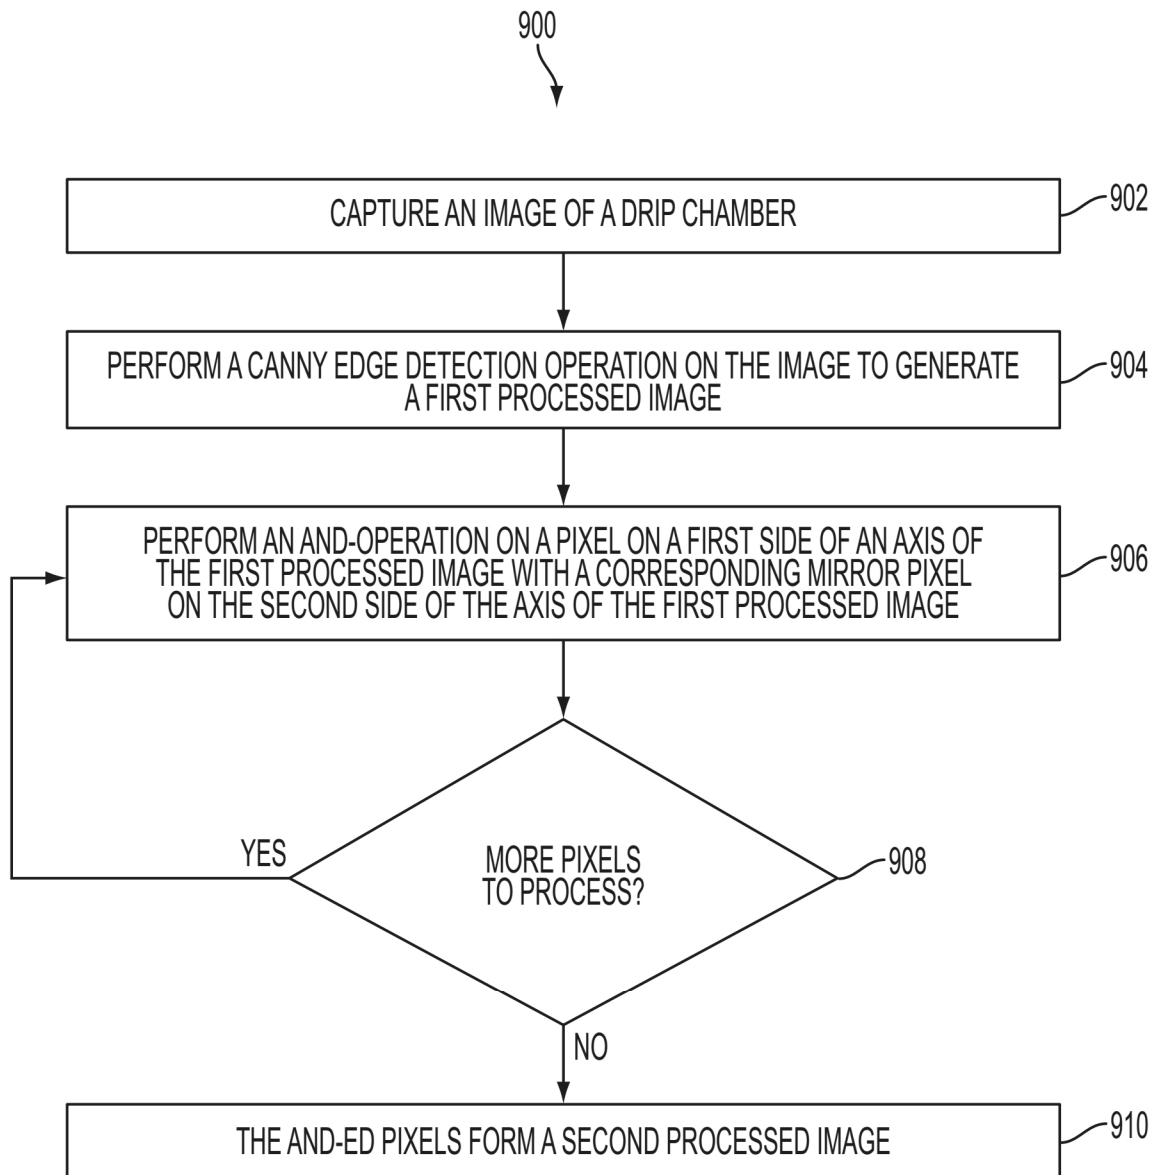 900
CAPTURE AN IMAGE OF A DRIP CHAMBER
902
PERFORM A CANNY EDGE DETECTION OPERATION ON THE IMAGE TO GENERATE
A FIRST PROCESSED IMAGE
904
PERFORM AN AND-OPERATION ON A PIXEL ON A FIRST SIDE OF AN AXIS OF
THE FIRST PROCESSED IMAGE WITH A CORRESPONDING MIRROR PIXEL
ON THE SECOND SIDE OF THE AXIS OF THE FIRST PROCESSED IMAGE
906
YES
MORE PIXELS
TO PROCESS?
908
NO
THE AND-ED PIXELS FORM A SECOND PROCESSED IMAGE
910